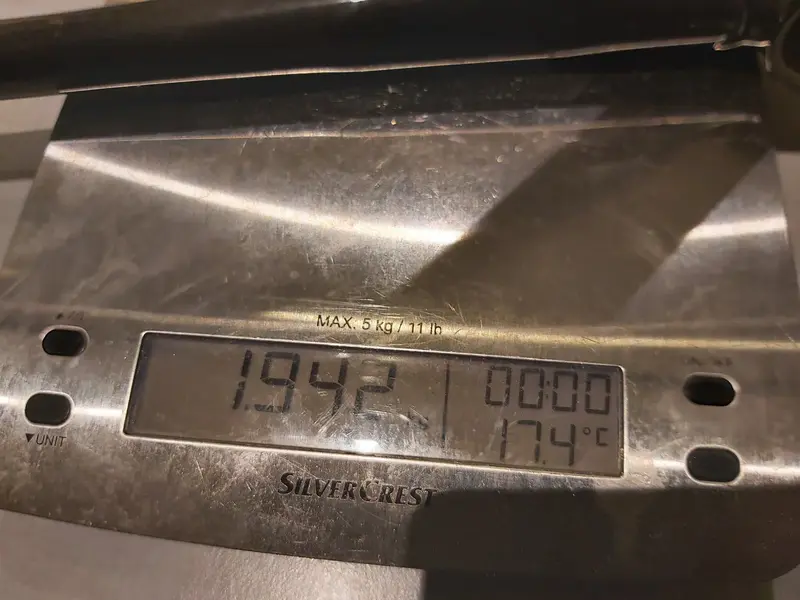 MAX. 5 kg / 11 lb
1.942
00:00
17.4°C
▼UNIT
SILVERCREST